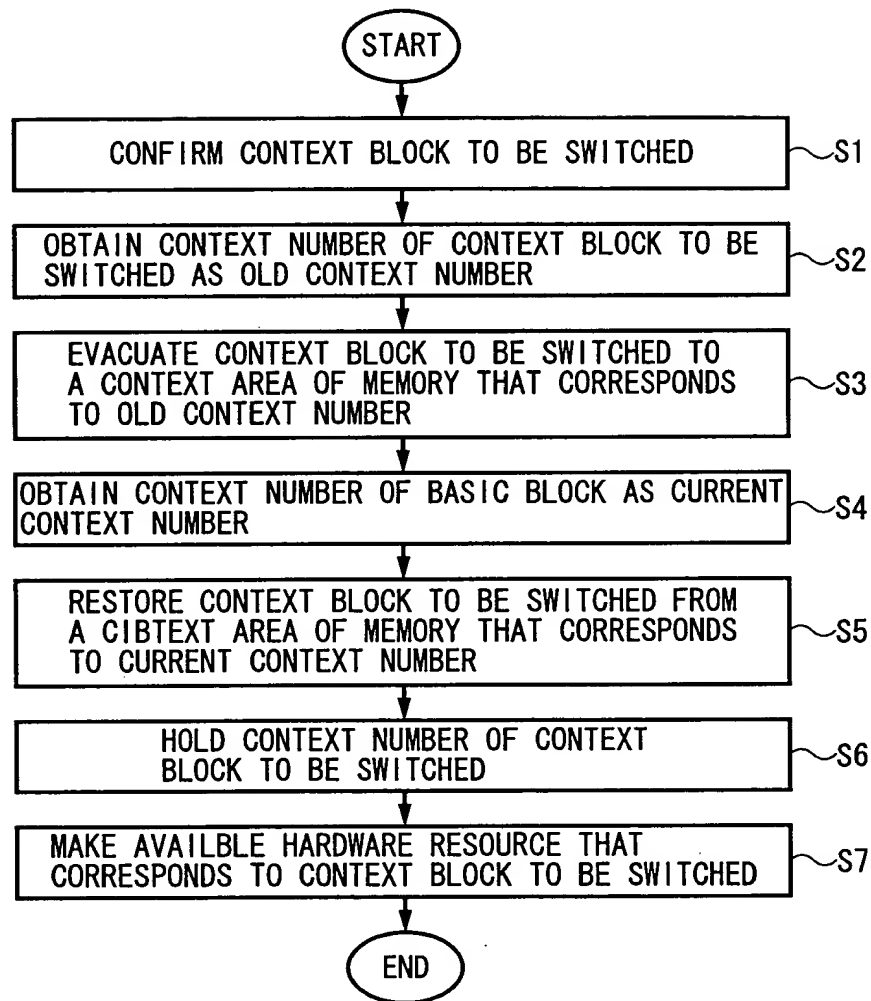 START
CONFIRM CONTEXT BLOCK TO BE SWITCHED
S1
OBTAIN CONTEXT NUMBER OF CONTEXT BLOCK TO BE
SWITCHED AS OLD CONTEXT NUMBER
S2
EVACUATE CONTEXT BLOCK TO BE SWITCHED TO
A CONTEXT AREA OF MEMORY THAT CORRESPONDS
TO OLD CONTEXT NUMBER
S3
OBTAIN CONTEXT NUMBER OF BASIC BLOCK AS CURRENT
CONTEXT NUMBER
S4
RESTORE CONTEXT BLOCK TO BE SWITCHED FROM
A CIBTEXT AREA OF MEMORY THAT CORRESPONDS
TO CURRENT CONTEXT NUMBER
S5
HOLD CONTEXT NUMBER OF CONTEXT
BLOCK TO BE SWITCHED
S6
MAKE AVAILBLE HARDWARE RESOURCE THAT
CORRESPONDS TO CONTEXT BLOCK TO BE SWITCHED
S7
END